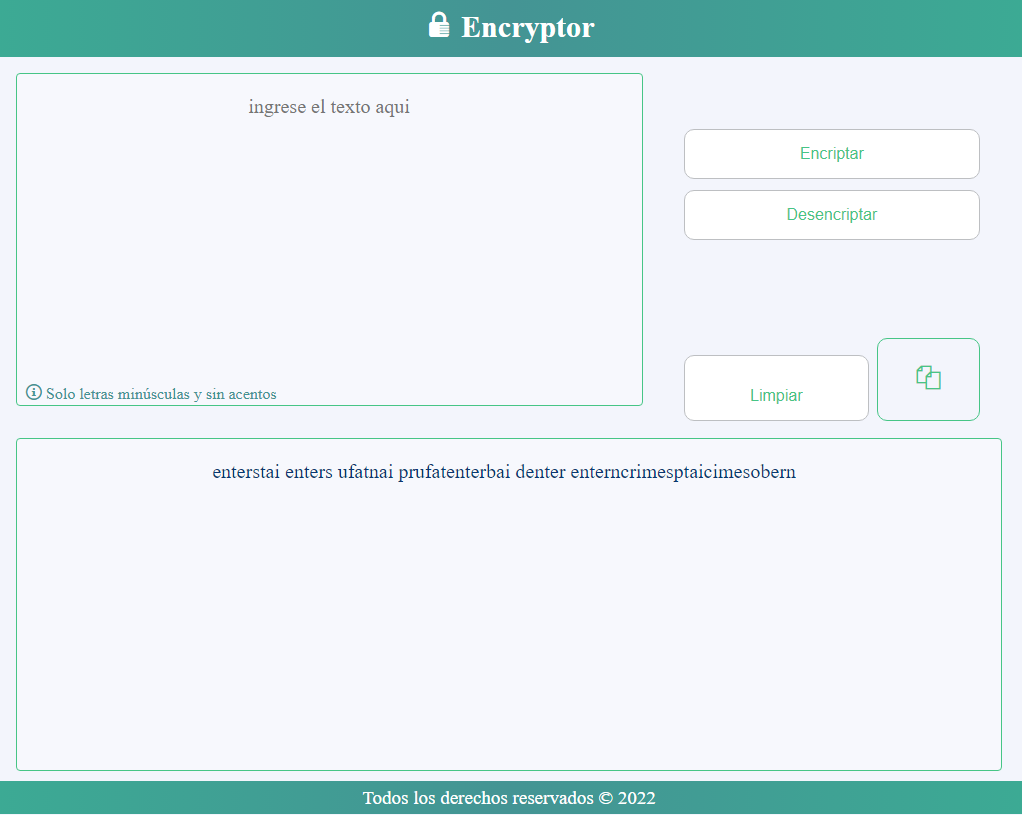 Encryptor
ingrese el texto aqui
Encriptar
Desencriptar
Solo letras minúsculas y sin acentos
Limpiar
enterstai enters ufatnai prufatenterbai denter enterncrimesptaicimesobern
Todos los derechos reservados © 2022